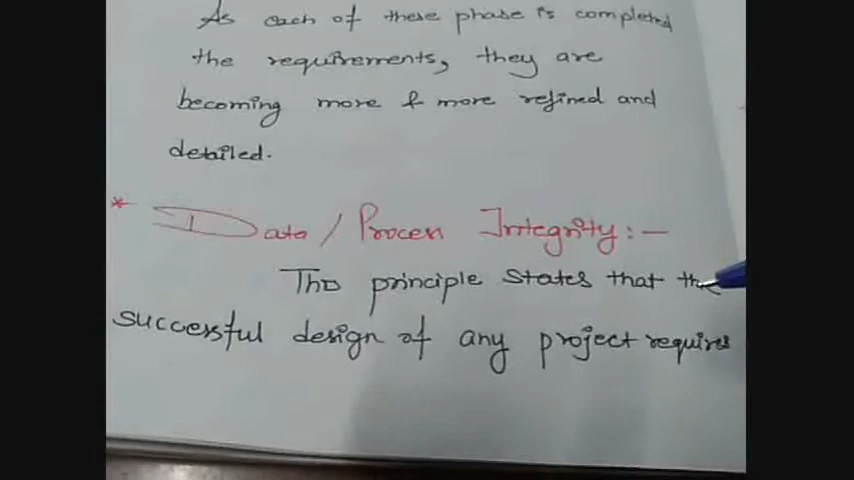 As each of these phase is completed
the requirements, they are
becoming more & more refined and
detailed.
* Data / Process Integrity :-
The principle states that the
successful design of any project requires